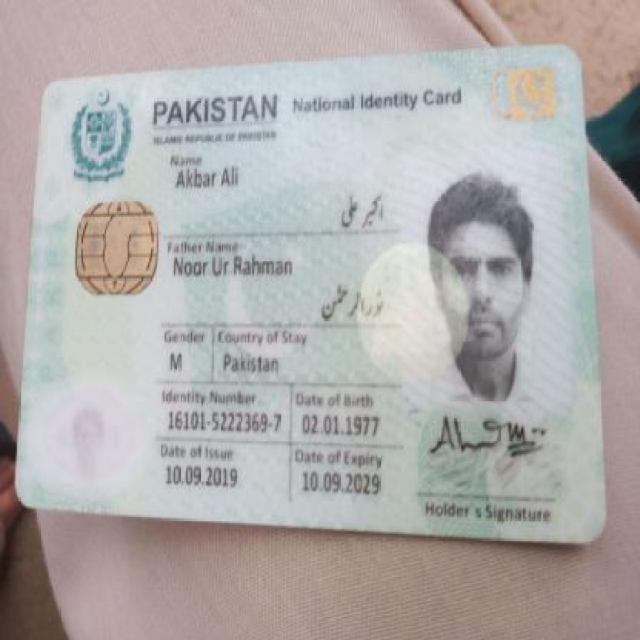 PAKISTAN National Identity Card
ISLAMIC REPUBLIC OF PAKISTAN
Name
Akbar Ali
اکبر علی
Father Name
Noor Ur Rahman
نور الرحمٰن
Gender Country of Stay
M Pakistan
Identity Number Date of Birth
16101-5222369-7 02.01.1977
Date of Issue Date of Expiry
10.09.2019 10.09.2029
Holder's Signature